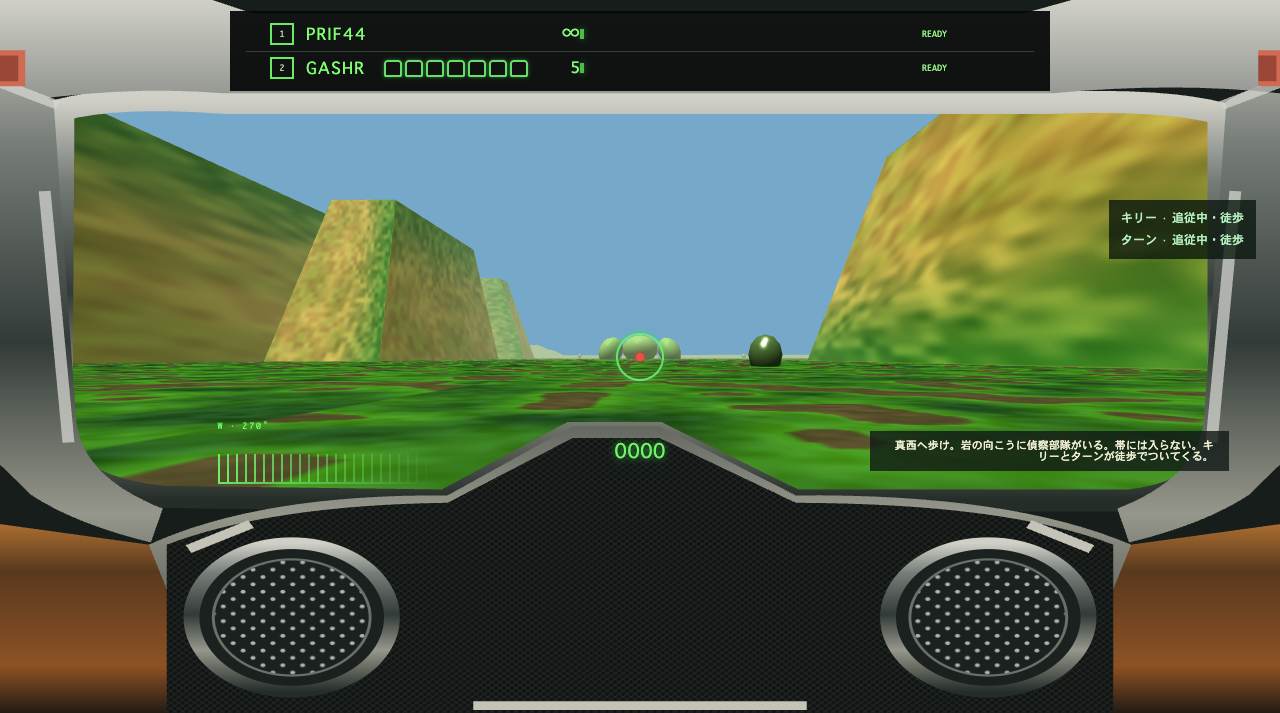 1 PRIF44 ∞ READY
2 GASHR 5 READY
キリー · 追従中・徒歩
ターン · 追従中・徒歩
W · 270°
0000
真西へ歩け。岩の向こうに偵察部隊がいる。帯には入らない。キ
リーとターンが徒歩でついてくる。